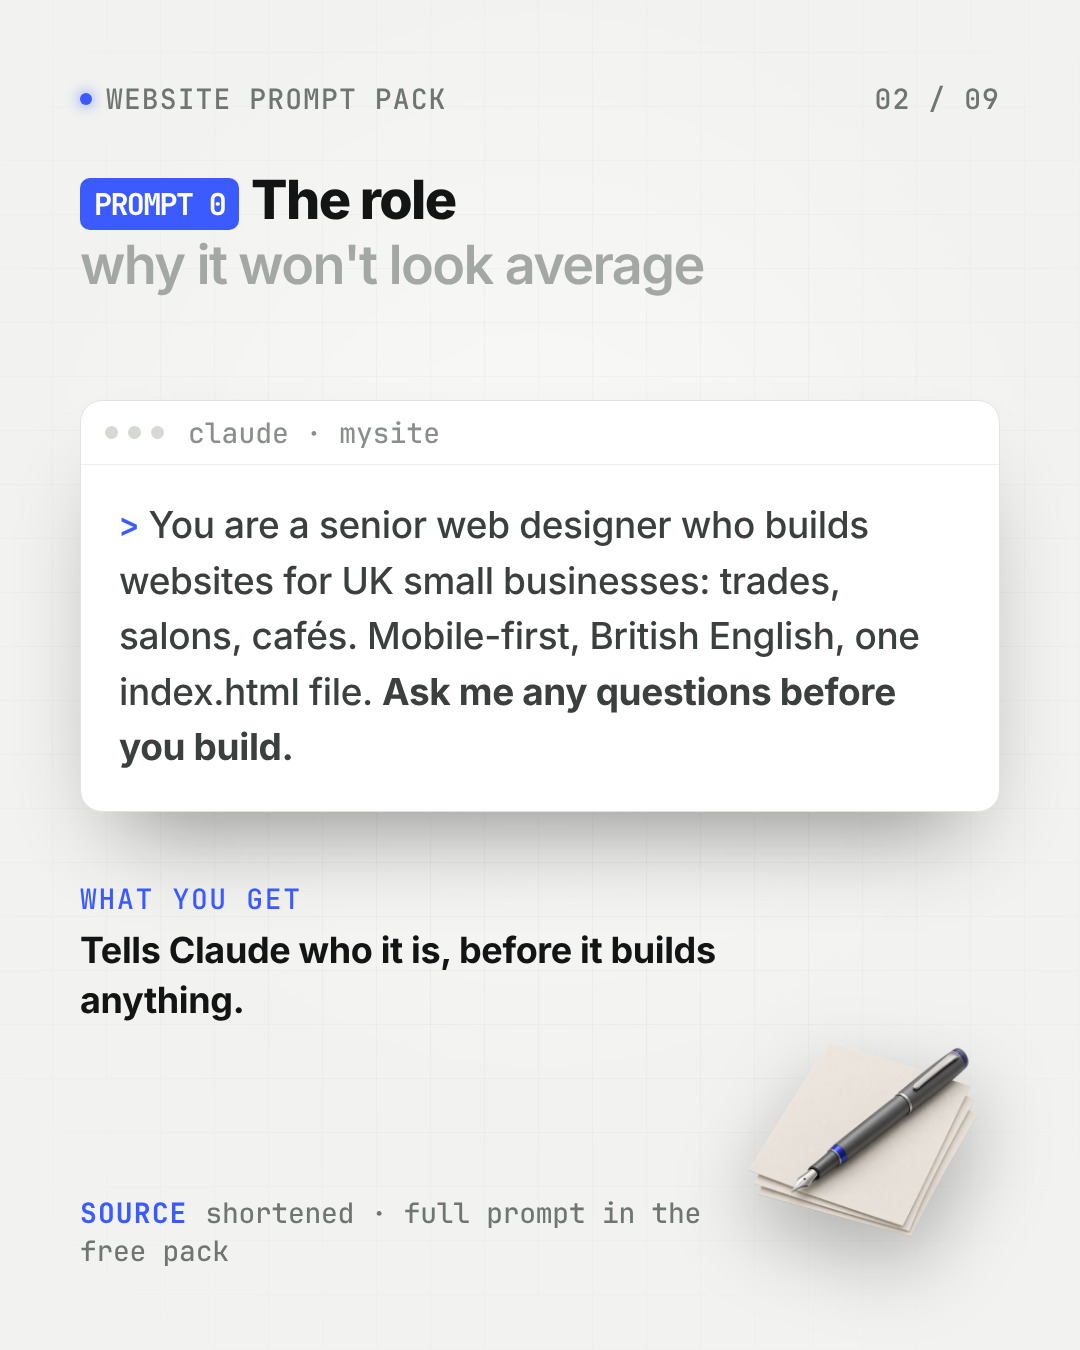 WEBSITE PROMPT PACK
02 / 09
PROMPT 0 The role
why it won't look average
claude · mysite
> You are a senior web designer who builds
websites for UK small businesses: trades,
salons, cafés. Mobile-first, British English, one
index.html file. Ask me any questions before
you build.
WHAT YOU GET
Tells Claude who it is, before it builds
anything.
SOURCE shortened · full prompt in the
free pack